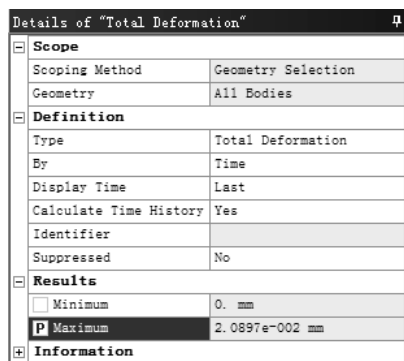 Details of "Total Deformation"
Scope
Scoping Method Geometry Selection
Geometry All Bodies
Definition
Type Total Deformation
By Time
Display Time Last
Calculate Time History Yes
Identifier
Suppressed No
Results
Minimum 0. mm
P Maximum 2.0897e-002 mm
Information